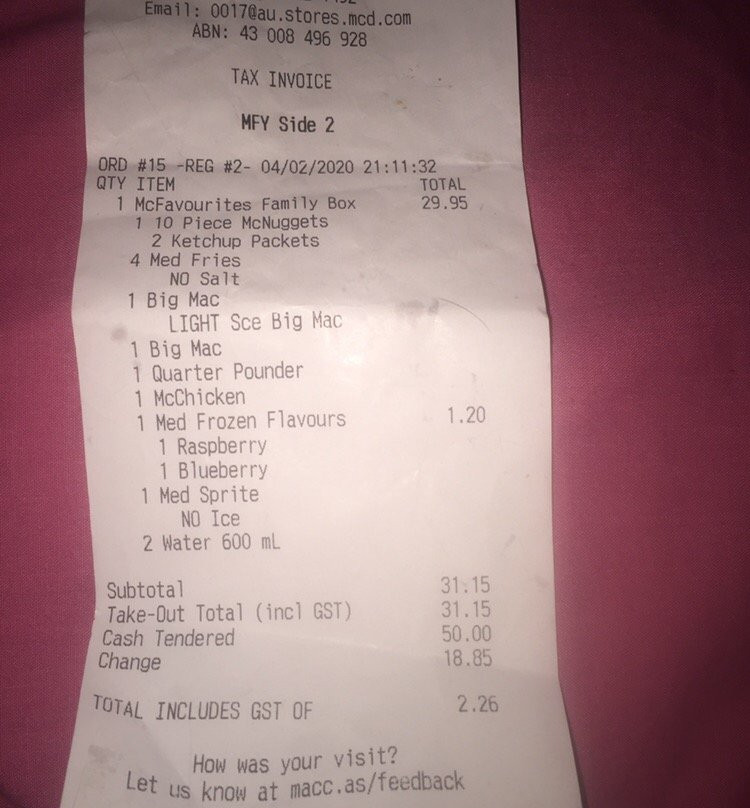 Email: 0017@au.stores.mcd.com
ABN: 43 008 496 928
TAX INVOICE
MFY Side 2
ORD #15 -REG #2- 04/02/2020 21:11:32
QTY ITEM TOTAL
1 McFavourites Family Box 29.95
1 10 Piece McNuggets
2 Ketchup Packets
4 Med Fries
NO Salt
1 Big Mac
LIGHT Sce Big Mac
1 Big Mac
1 Quarter Pounder
1 McChicken
1 Med Frozen Flavours 1.20
1 Raspberry
1 Blueberry
1 Med Sprite
NO Ice
2 Water 600 mL
Subtotal 31.15
Take-Out Total (incl GST) 31.15
Cash Tendered 50.00
Change 18.85
TOTAL INCLUDES GST OF 2.26
How was your visit?
Let us know at macc.as/feedback